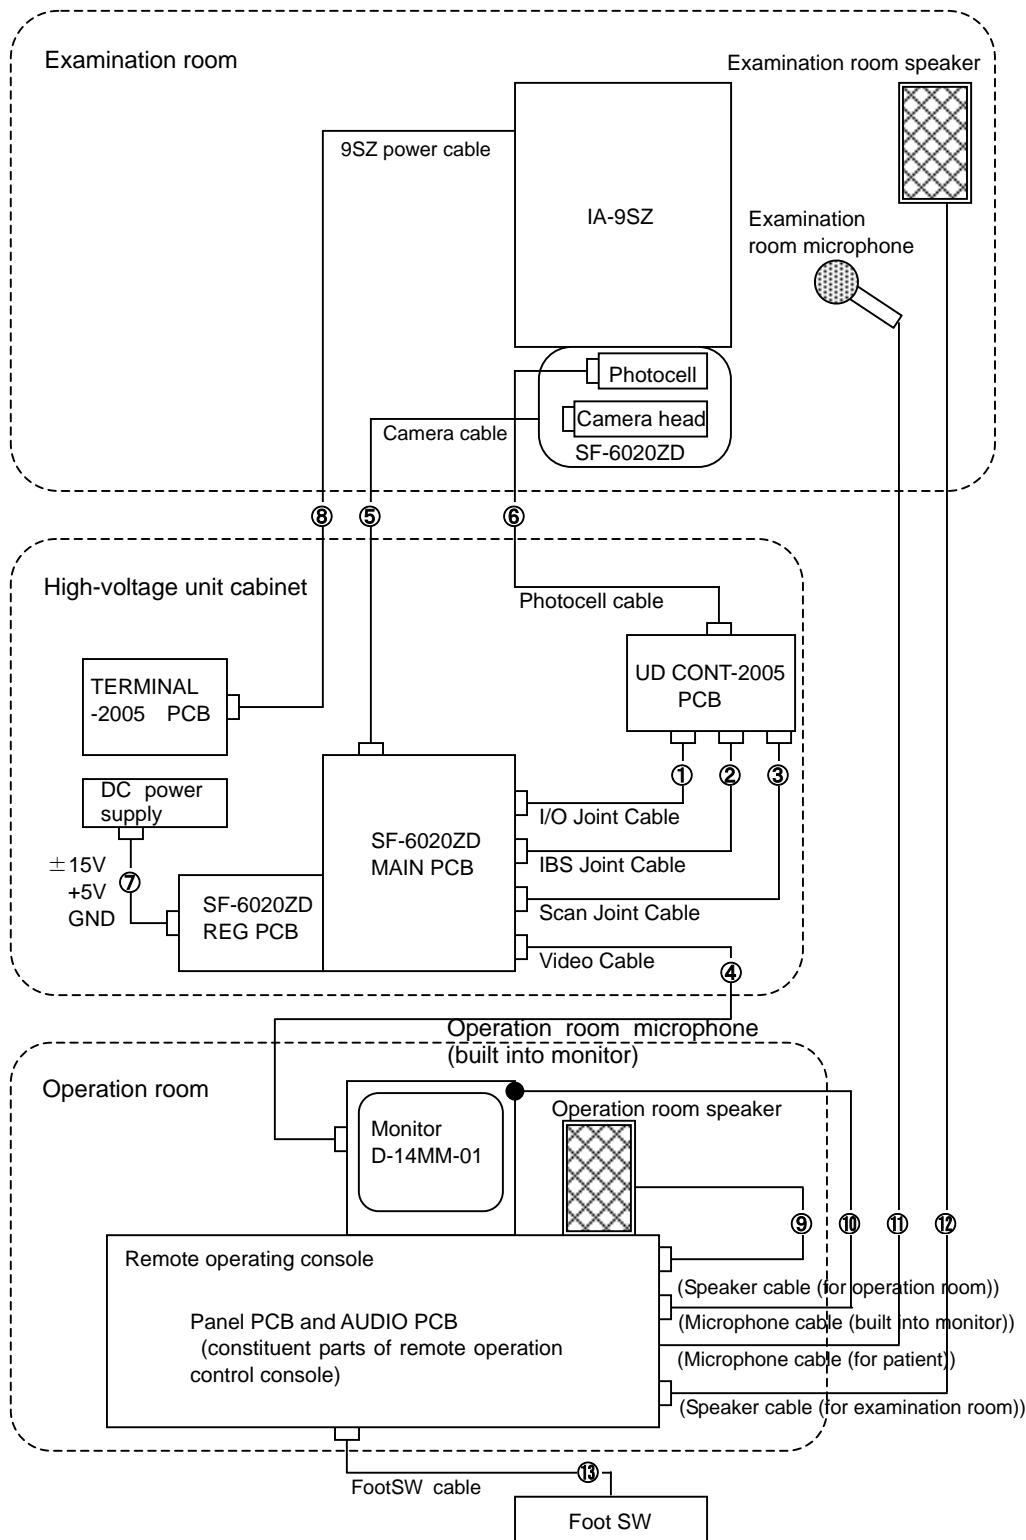 Examination room
Examination room speaker
9SZ power cable
IA-9SZ
Examination
room microphone
Photocell
Camera head
Camera cable
SF-6020ZD
⑧
⑤
⑥
High-voltage unit cabinet
Photocell cable
UD CONT-2005
PCB
TERMINAL
-2005 PCB
①
②
③
DC power
supply
I/O Joint Cable
SF-6020ZD
MAIN PCB
±15V
+5V
GND
⑦
IBS Joint Cable
SF-6020ZD
REG PCB
Scan Joint Cable
Video Cable
④
Operation room microphone
(built into monitor)
Operation room
Operation room speaker
Monitor
D-14MM-01
⑨
⑩
⑪
⑫
Remote operating console
(Speaker cable (for operation room))
Panel PCB and AUDIO PCB
(constituent parts of remote operation
control console)
(Microphone cable (built into monitor))
(Microphone cable (for patient))
(Speaker cable (for examination room))
⑬
FootSW cable
Foot SW